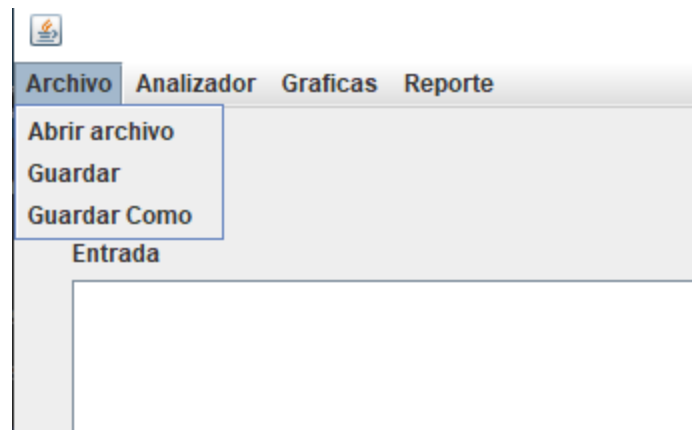 Archivo Analizador Graficas Reporte
Abrir archivo
Guardar
Guardar Como
Entrada